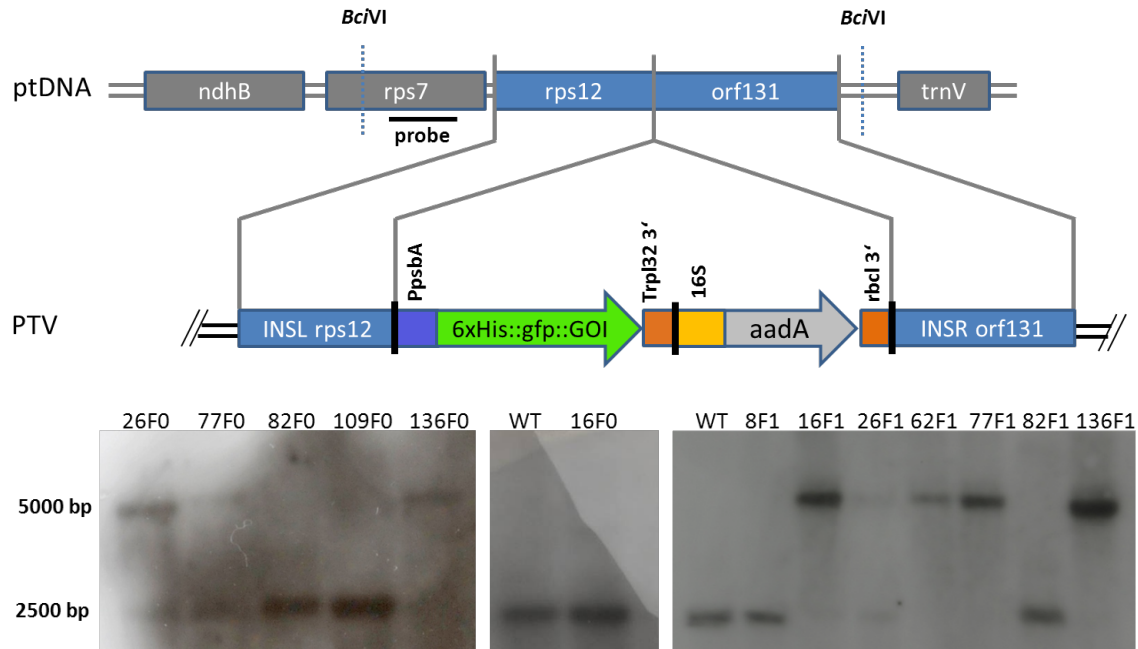 BciVI BciVI
ptDNA ndhB rps7 rps12 orf131 trnV
probe
PpsbA Trpl32 3‘ 16S rbcl 3‘
PTV INSL rps12 6xHis::gfp::GOI aadA INSR orf131
26F0 77F0 82F0 109F0 136F0 WT 16F0 WT 8F1 16F1 26F1 62F1 77F1 82F1 136F1
5000 bp
2500 bp